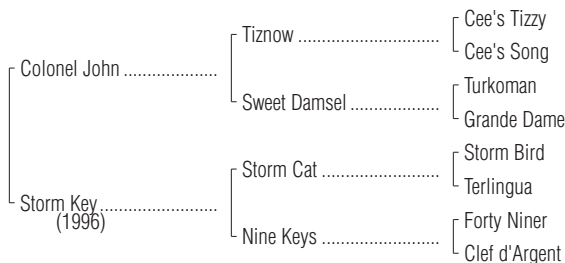 Cee's Tizzy
Tiznow ........................
Cee's Song
Colonel John ....................
Turkoman
Sweet Damsel ...................
Grande Dame
Storm Bird
Storm Cat .........................
Terlingua
Storm Key.........................
(1996)
Forty Niner
Nine Keys .........................
Clef d'Argent